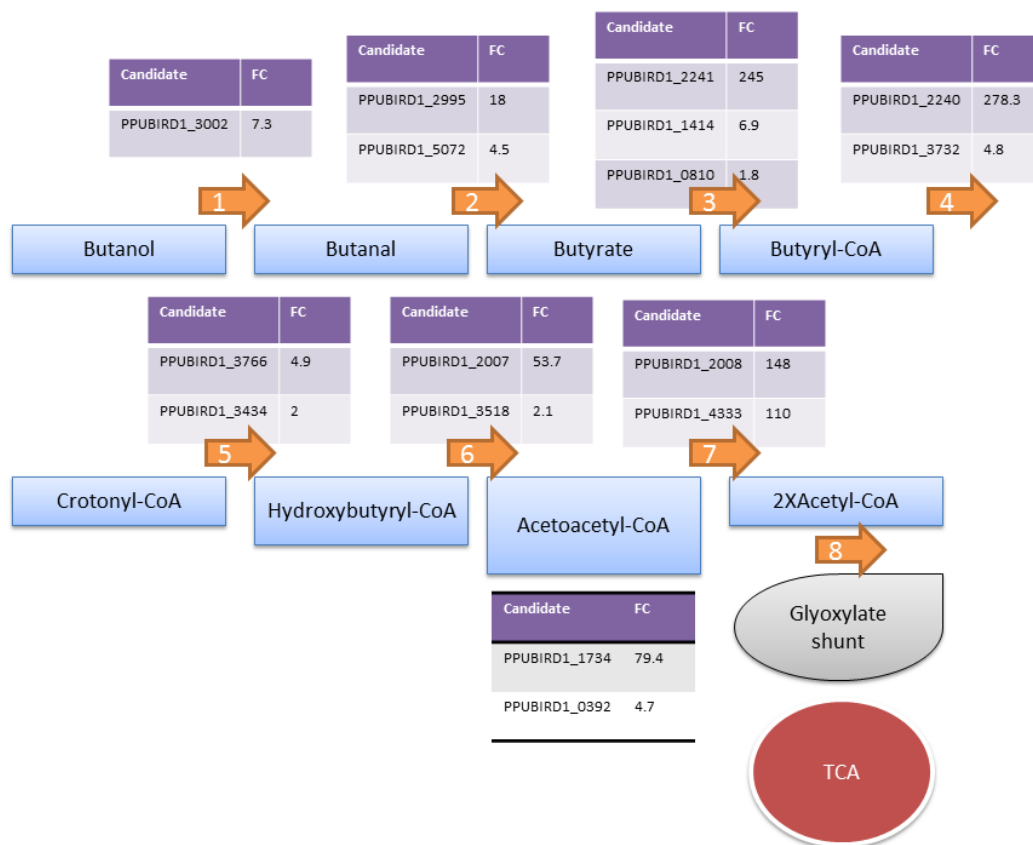 Candidate FC
PPUBIRD1_3002 7.3
Candidate FC
PPUBIRD1_2995 18
PPUBIRD1_5072 4.5
Candidate FC
PPUBIRD1_2241 245
PPUBIRD1_1414 6.9
PPUBIRD1_0810 1.8
Candidate FC
PPUBIRD1_2240 278.3
PPUBIRD1_3732 4.8
1
2
3
4
Butanol
Butanal
Butyrate
Butyryl-CoA
Candidate FC
PPUBIRD1_3766 4.9
PPUBIRD1_3434 2
Candidate FC
PPUBIRD1_2007 53.7
PPUBIRD1_3518 2.1
Candidate FC
PPUBIRD1_2008 148
PPUBIRD1_4333 110
5
6
7
Crotonyl-CoA
Hydroxybutyryl-CoA
Acetoacetyl-CoA
2XAcetyl-CoA
8
Candidate FC
PPUBIRD1_1734 79.4
PPUBIRD1_0392 4.7
Glyoxylate
shunt
TCA